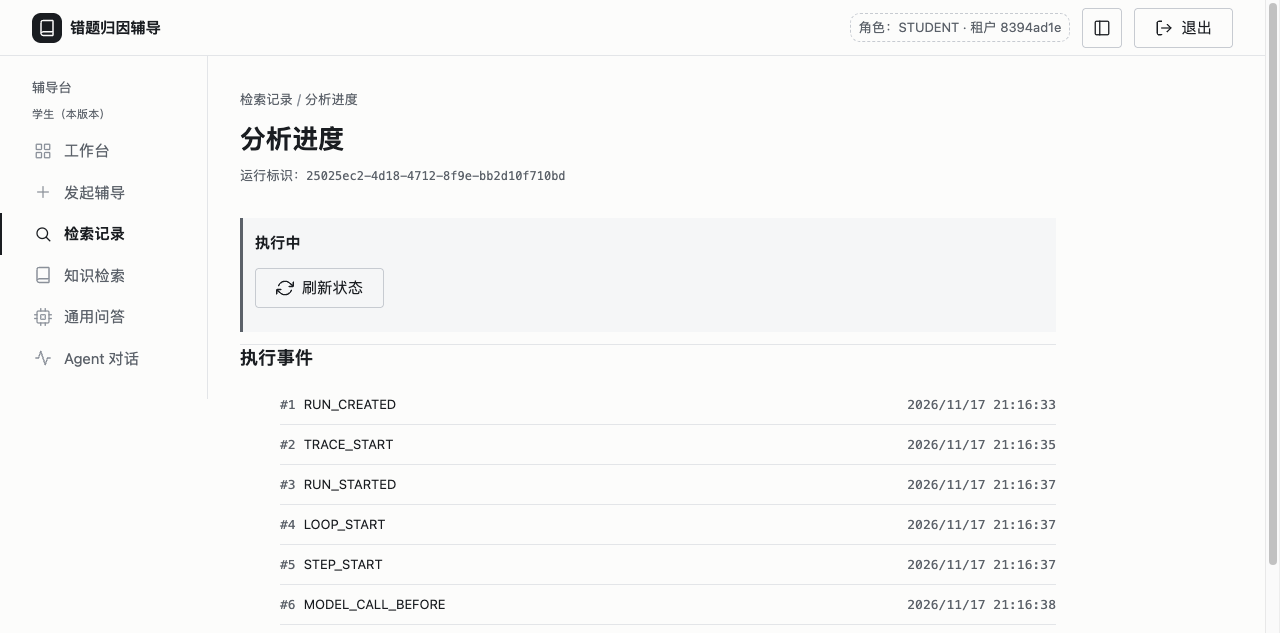 错题归因辅导
角色：STUDENT · 租户 8394ad1e
退出
辅导台
学生（本版本）
工作台
发起辅导
检索记录
知识检索
通用问答
Agent 对话
检索记录 / 分析进度
分析进度
运行标识：25025ec2-4d18-4712-8f9e-bb2d10f710bd
执行中
刷新状态
执行事件
#1 RUN_CREATED 2026/11/17 21:16:33
#2 TRACE_START 2026/11/17 21:16:35
#3 RUN_STARTED 2026/11/17 21:16:37
#4 LOOP_START 2026/11/17 21:16:37
#5 STEP_START 2026/11/17 21:16:37
#6 MODEL_CALL_BEFORE 2026/11/17 21:16:38